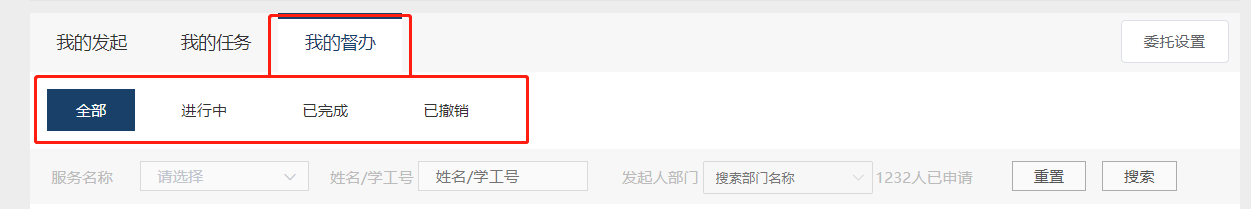 我的发起 我的任务 我的督办 委托设置
全部 进行中 已完成 已撤销
服务名称 请选择 姓名/学工号 姓名/学工号 发起人部门 搜索部门名称 1232人已申请 重置 搜索